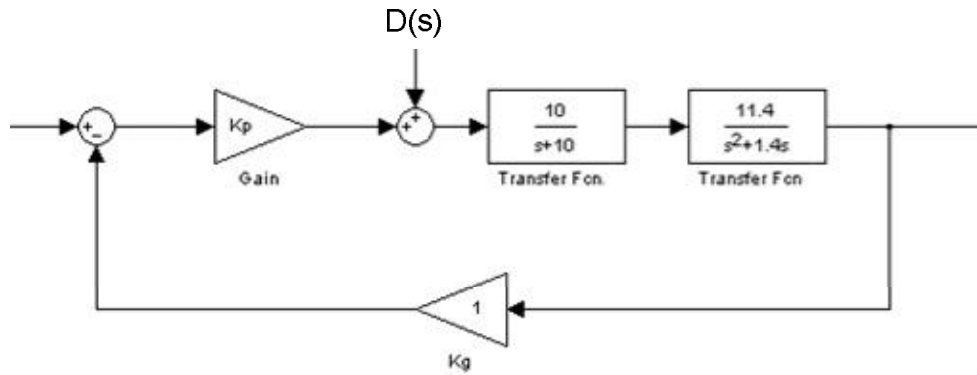 D(s)
+
−
Kp
+
+
10
s+10
11.4
s²+1.4s
Gain
Transfer Fcn.
Transfer Fcn
1
Kg